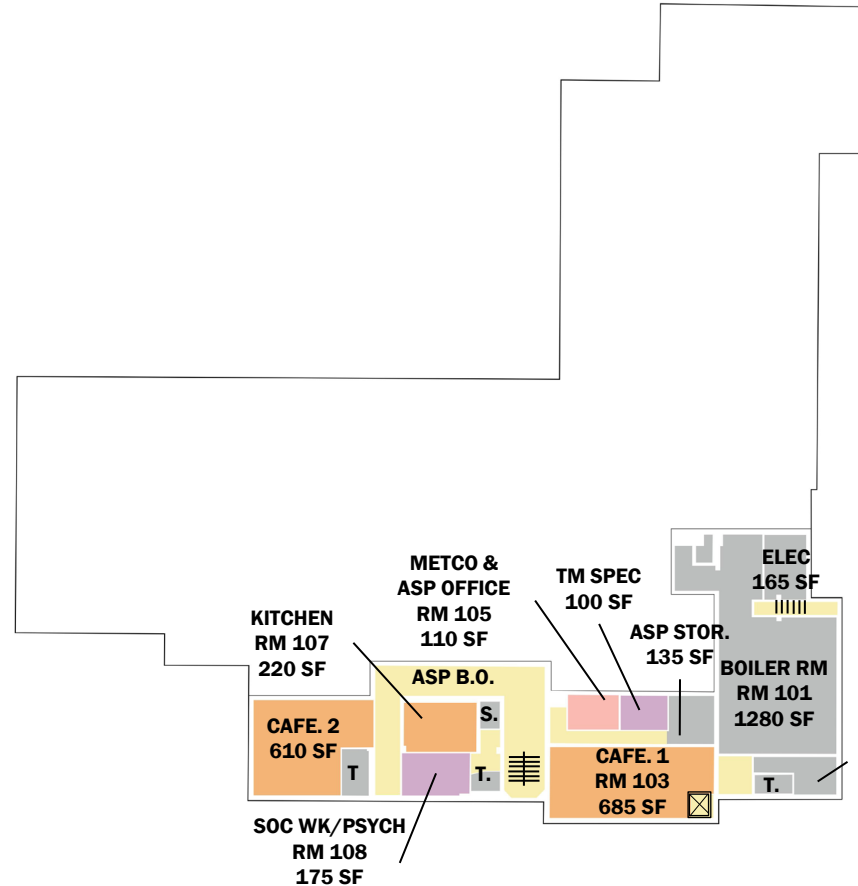 METCO &
ASP OFFICE
RM 105
110 SF
TM SPEC
100 SF
ELEC
165 SF
KITCHEN
RM 107
220 SF
ASP STOR.
135 SF
ASP B.O.
BOILER RM
RM 101
1280 SF
S.
CAFE. 2
610 SF
T
T.
CAFE. 1
RM 103
685 SF
T.
SOC WK/PSYCH
RM 108
175 SF